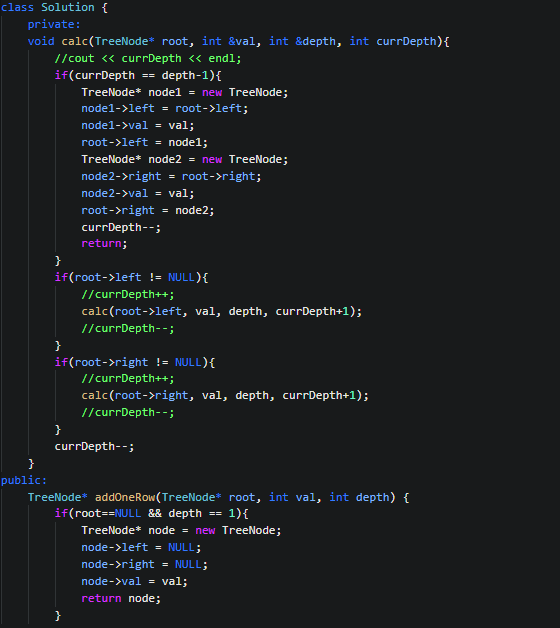 class Solution {
    private:
    void calc(TreeNode* root, int &val, int &depth, int currDepth){
        //cout << currDepth << endl;
        if(currDepth == depth-1){
            TreeNode* node1 = new TreeNode;
            node1->left = root->left;
            node1->val = val;
            root->left = node1;
            TreeNode* node2 = new TreeNode;
            node2->right = root->right;
            node2->val = val;
            root->right = node2;
            currDepth--;
            return;
        }
        if(root->left != NULL){
            //currDepth++;
            calc(root->left, val, depth, currDepth+1);
            //currDepth--;
        }
        if(root->right != NULL){
            //currDepth++;
            calc(root->right, val, depth, currDepth+1);
            //currDepth--;
        }
        currDepth--;
    }
public:
    TreeNode* addOneRow(TreeNode* root, int val, int depth) {
        if(root==NULL && depth == 1){
            TreeNode* node = new TreeNode;
            node->left = NULL;
            node->right = NULL;
            node->val = val;
            return node;
        }